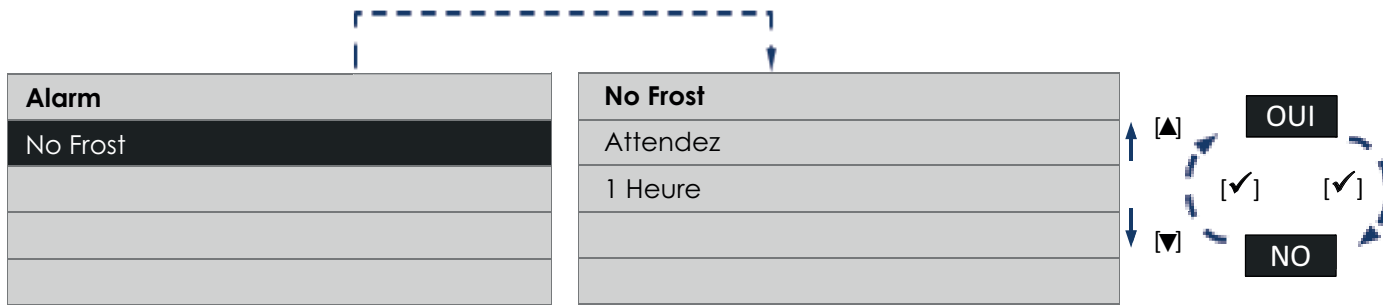 Alarm
No Frost
No Frost
Attendez
1 Heure
[▲]
[▼]
OUI
[✓] [✓]
NO